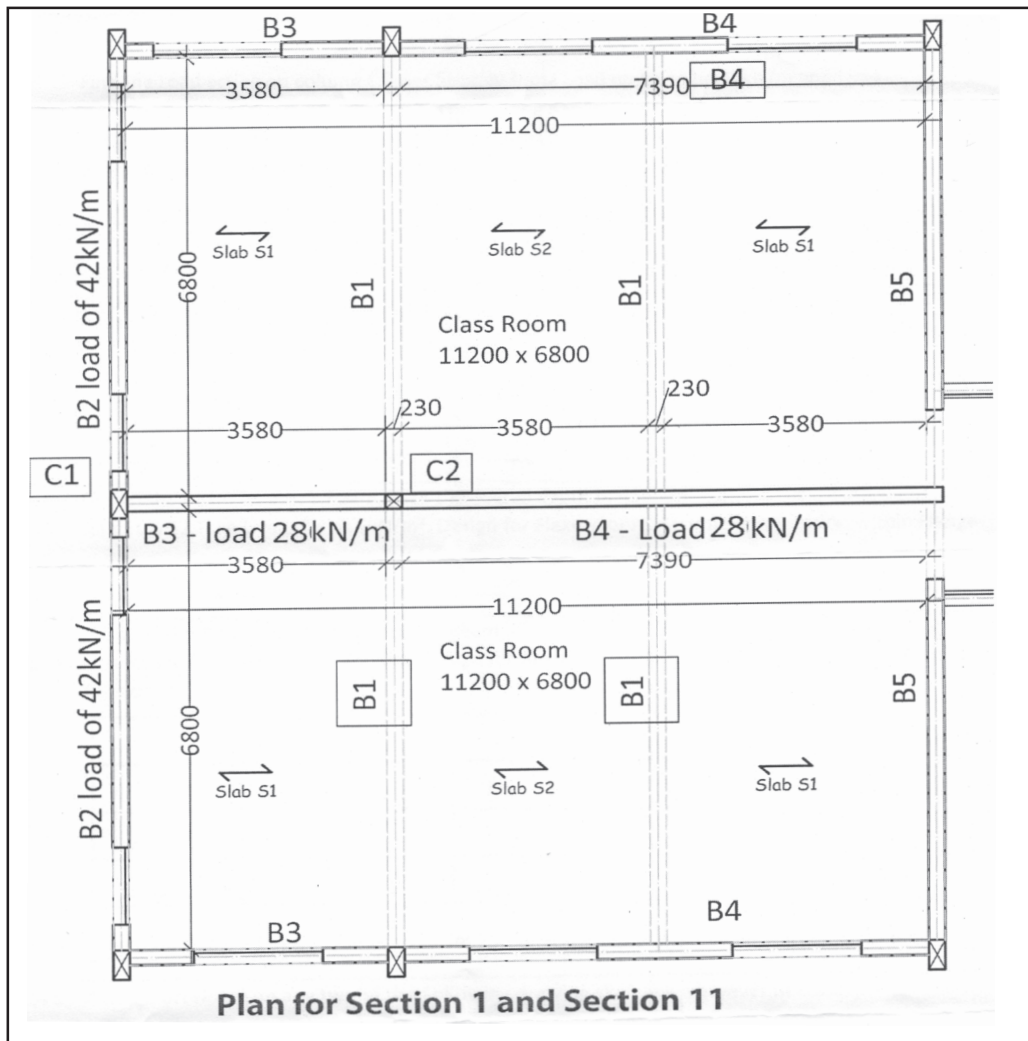 B3
B4
3580
7390
B4
11200
B2 load of 42kN/m
6800
Slab S1
Slab S2
Slab S1
B1
B1
B5
Class Room
11200 x 6800
230
230
3580
3580
3580
C1
C2
B3 - load 28kN/m
B4 - Load 28kN/m
3580
7390
11200
B2 load of 42kN/m
6800
Class Room
11200 x 6800
B1
B1
B5
Slab S1
Slab S2
Slab S1
B3
B4
Plan for Section 1 and Section 11